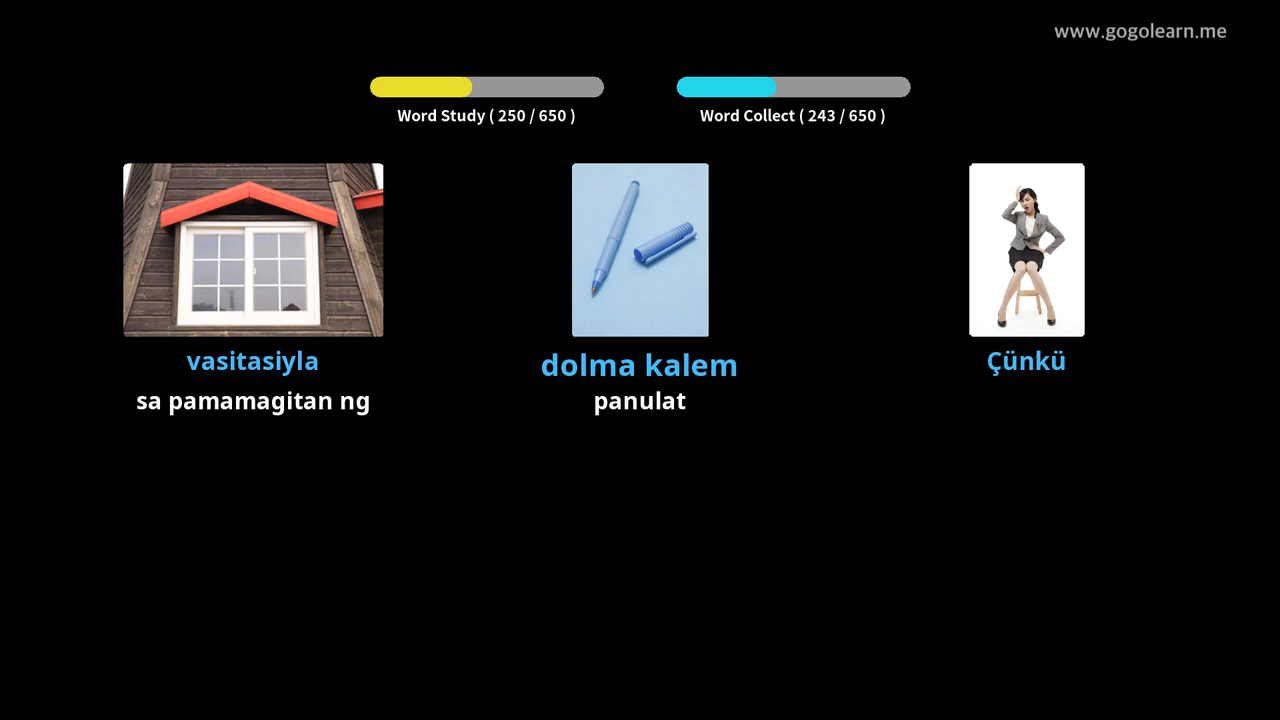 www.gogolearn.me
Word Study ( 250 / 650 )
Word Collect ( 243 / 650 )
vasitasiyla
sa pamamagitan ng
dolma kalem
panulat
Çünkü